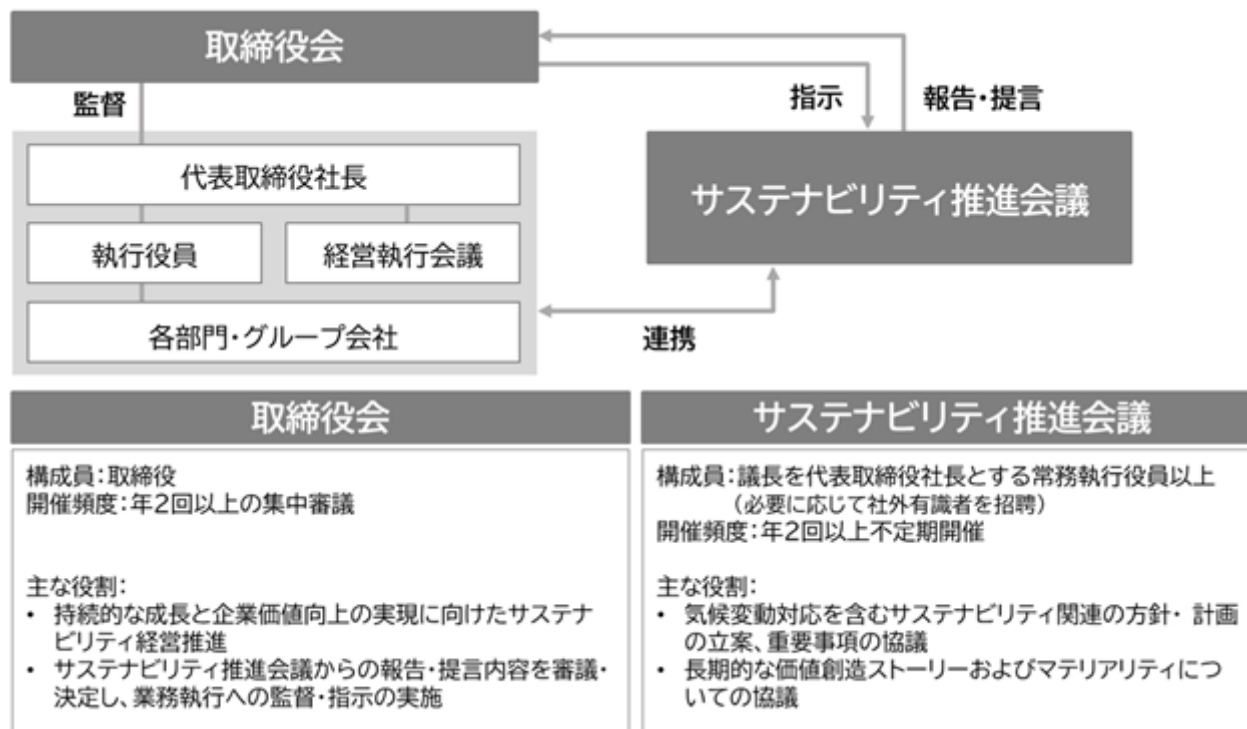 取締役会
監督
指示
報告・提言
代表取締役社長
サステナビリティ推進会議
執行役員
経営執行会議
各部門・グループ会社
連携
取締役会
構成員：取締役
開催頻度：年2回以上の集中審議
主な役割：
• 持続的な成長と企業価値向上の実現に向けたサステナ
ビリティ経営推進
• サステナビリティ推進会議からの報告・提言内容を審議・
決定し、業務執行への監督・指示の実施
サステナビリティ推進会議
構成員：議長を代表取締役社長とする常務執行役員以上
（必要に応じて社外有識者を招聘）
開催頻度：年2回以上不定期開催
主な役割：
• 気候変動対応を含むサステナビリティ関連の方針・ 計画
の立案、重要事項の協議
• 長期的な価値創造ストーリーおよびマテリアリティにつ
いての協議